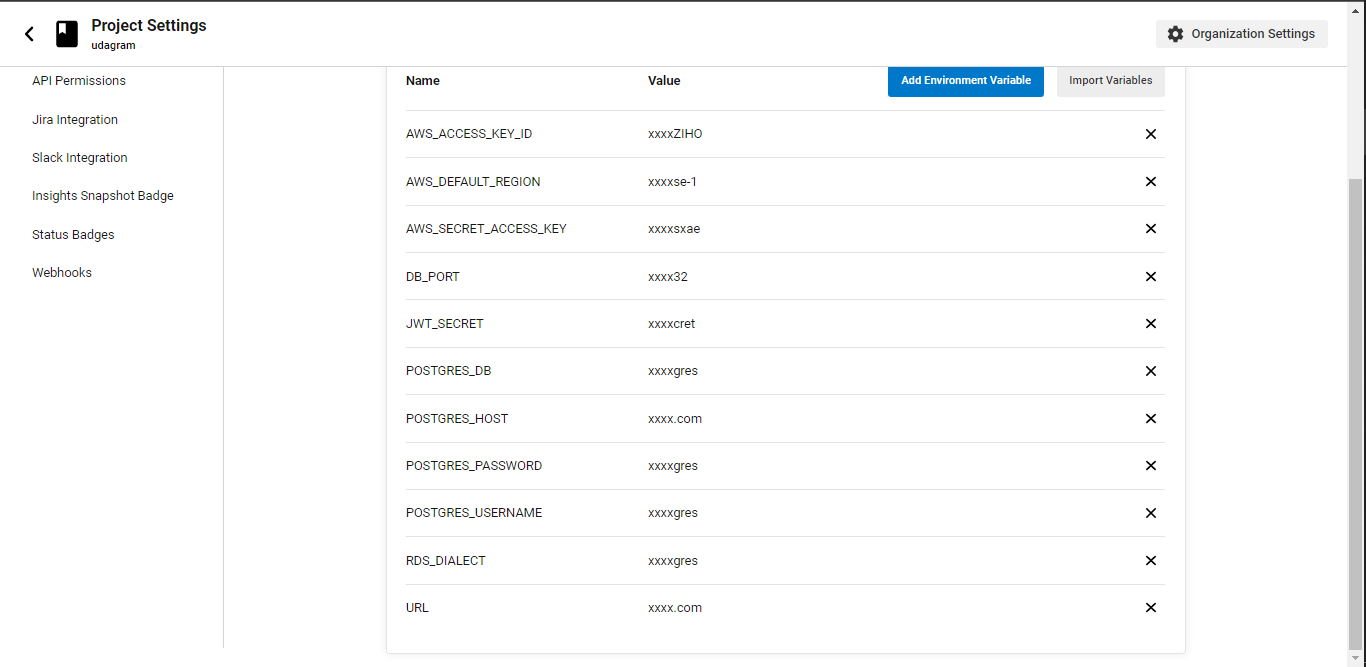 Project Settings
udagram
Organization Settings
API Permissions
Jira Integration
Slack Integration
Insights Snapshot Badge
Status Badges
Webhooks
Name Value Add Environment Variable Import Variables
AWS_ACCESS_KEY_ID xxxxZIHO
AWS_DEFAULT_REGION xxxxse-1
AWS_SECRET_ACCESS_KEY xxxxsxae
DB_PORT xxxx32
JWT_SECRET xxxxcret
POSTGRES_DB xxxxgres
POSTGRES_HOST xxxx.com
POSTGRES_PASSWORD xxxxgres
POSTGRES_USERNAME xxxxgres
RDS_DIALECT xxxxgres
URL xxxx.com